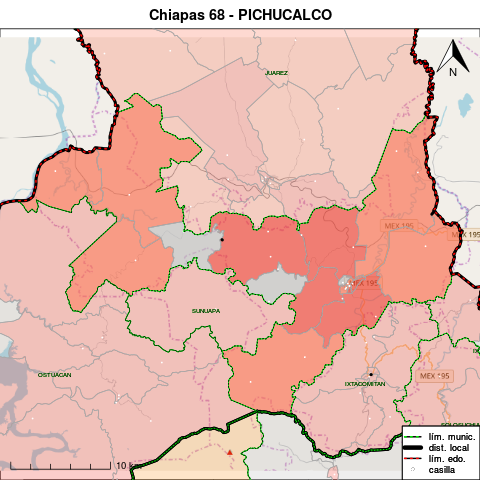 Chiapas 68 - PICHUCALCO
JUAREZ
N
MEX 195
MEX 195
MEX 195
SUNUAPA
OSTUACAN
IXTACOMITAN
MEX 195
10
lím. munic.
dist. local
lím. edo.
casilla